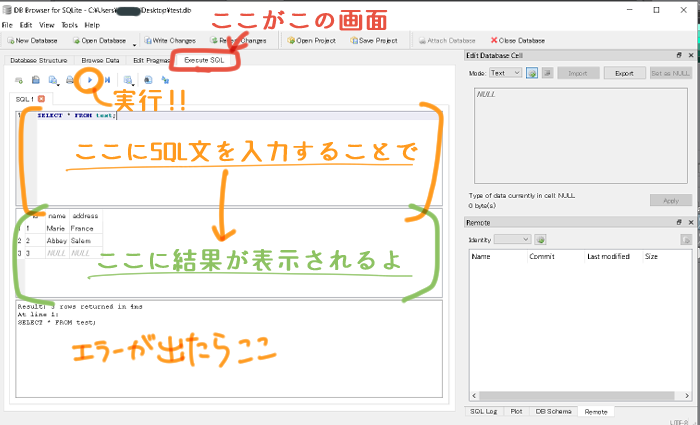 DB Browser for SQLite - C:\Users\ \Desktop\test.db
ここがこの画面
File Edit View Tools Help
New Database Open Database Write Changes Changes Open Project Save Project Attach Database Close Database
Database Structure Browse Data Edit Pragmas Execute SQL
SQL 1
実行!!
1 SELECT * FROM test;
ここにSQL文を入力することで
name address
1 1 Marie France
2 2 Abbey Salem
3 3 NULL NULL
ここに結果が表示されるよ
Result: 3 rows returned in 4ms
At line 1:
SELECT * FROM test;
エラーが出たらここ
Edit Database Cell
Mode: Text Import Export Set as NULL
NULL
Type of data currently in cell: NULL
0 byte(s)
Apply
Remote
Identity
Name Commit Last modified Size
SQL Log Plot DB Schema Remote
UTF-8